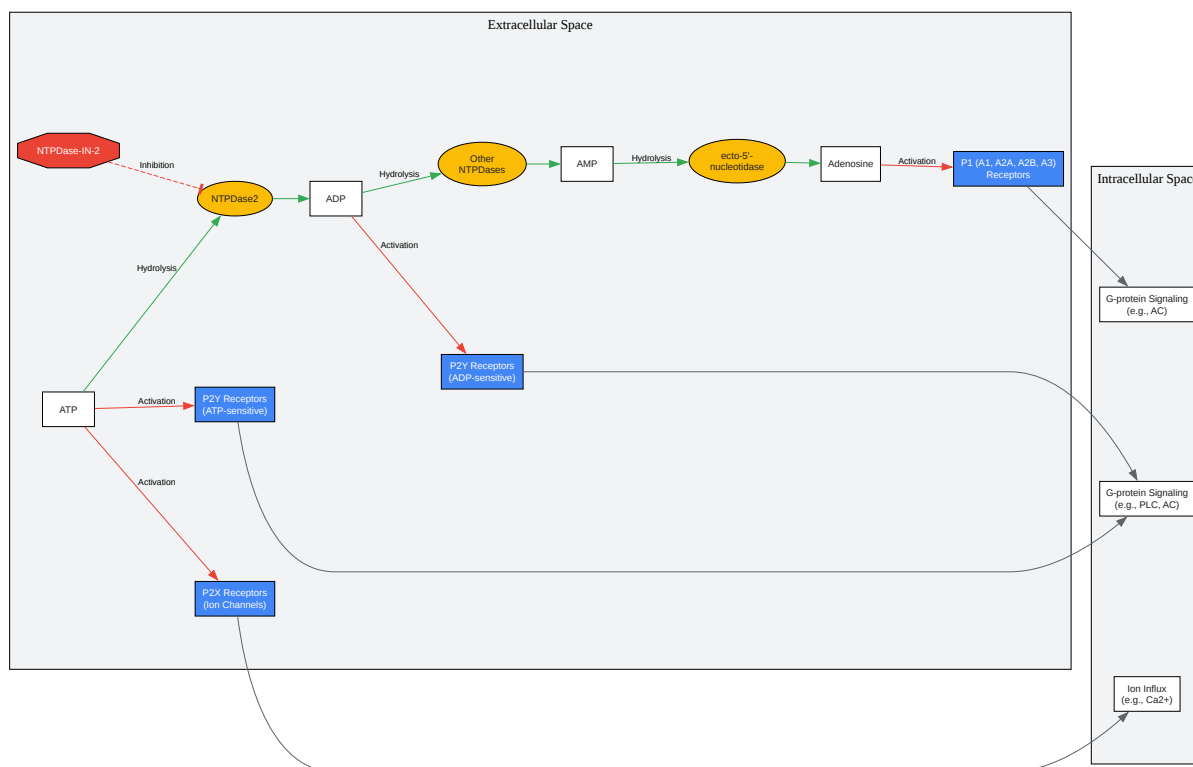 Extracellular Space
NTPDase-IN-2
Inhibition
NTPDase2
ADP
Hydrolysis
Other
NTPDases
AMP
Hydrolysis
ecto-5'-
nucleotidase
Adenosine
Activation
P1 (A1, A2A, A2B, A3)
Receptors
Intracellular Space
Activation
Hydrolysis
G-protein Signaling
(e.g., AC)
P2Y Receptors
(ADP-sensitive)
ATP
Activation
P2Y Receptors
(ATP-sensitive)
Activation
G-protein Signaling
(e.g., PLC, AC)
P2X Receptors
(Ion Channels)
Ion Influx
(e.g., Ca2+)